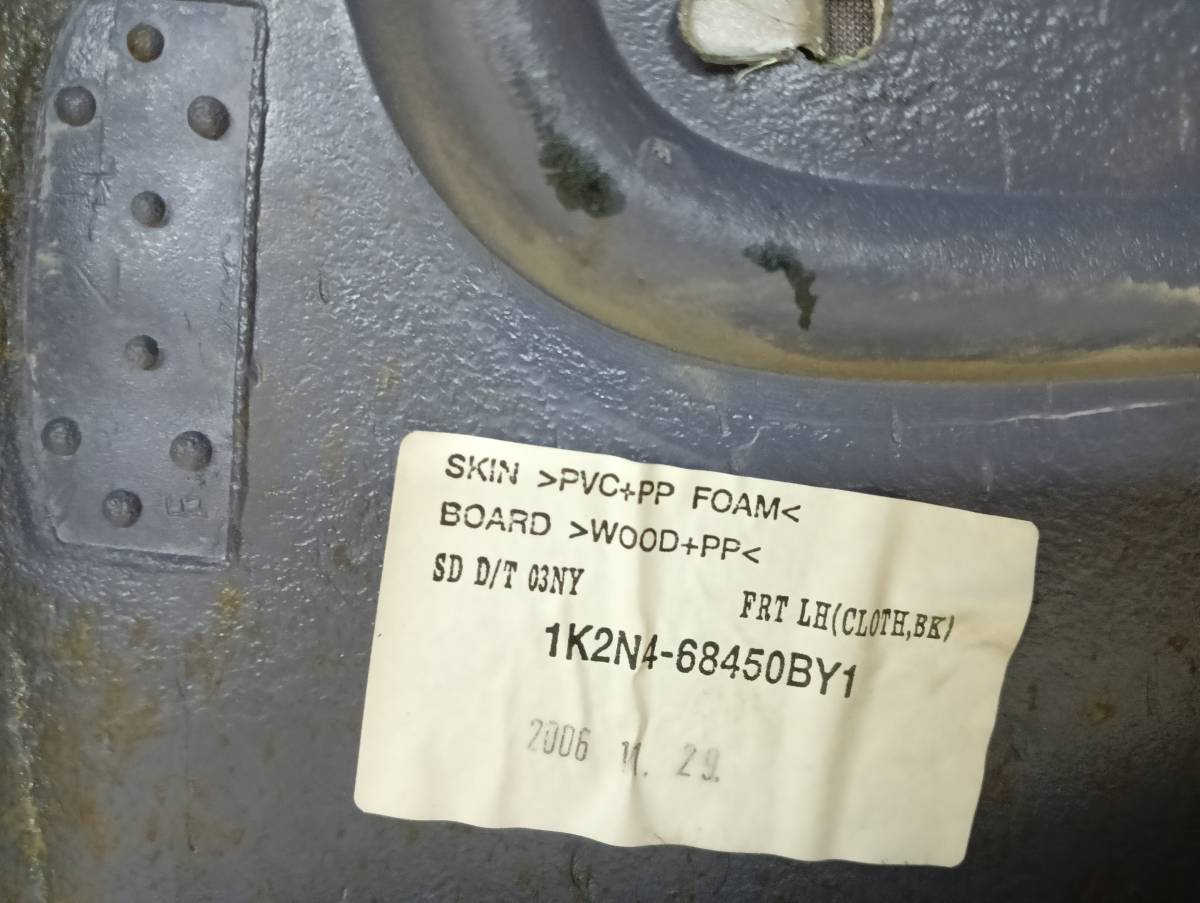 SKIN >PVC+PP FOAM<
BOARD >WOOD+PP<
SD D/T 03NY
FRT LH(CLOTH,BK)
1K2N4-68450BY1
2006 11. 29.